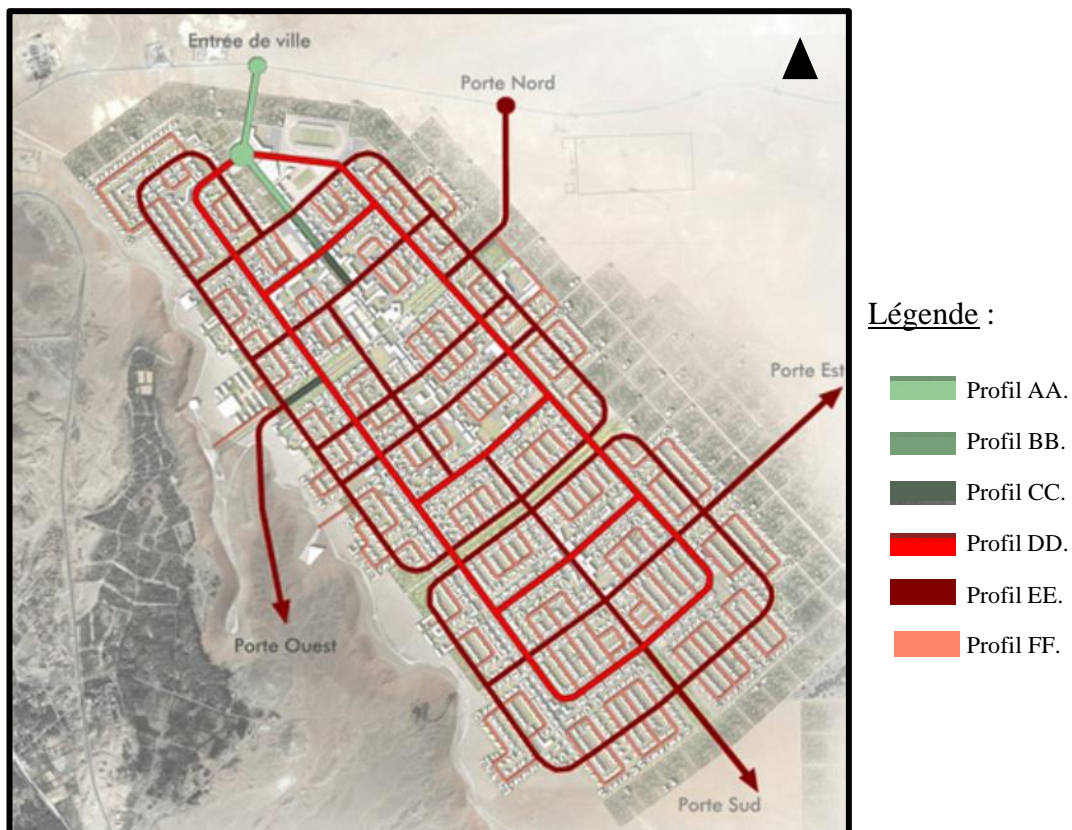 Entrée de ville
Porte Nord
Porte Est
Porte Ouest
Porte Sud
Légende :
Profil AA.
Profil BB.
Profil CC.
Profil DD.
Profil EE.
Profil FF.